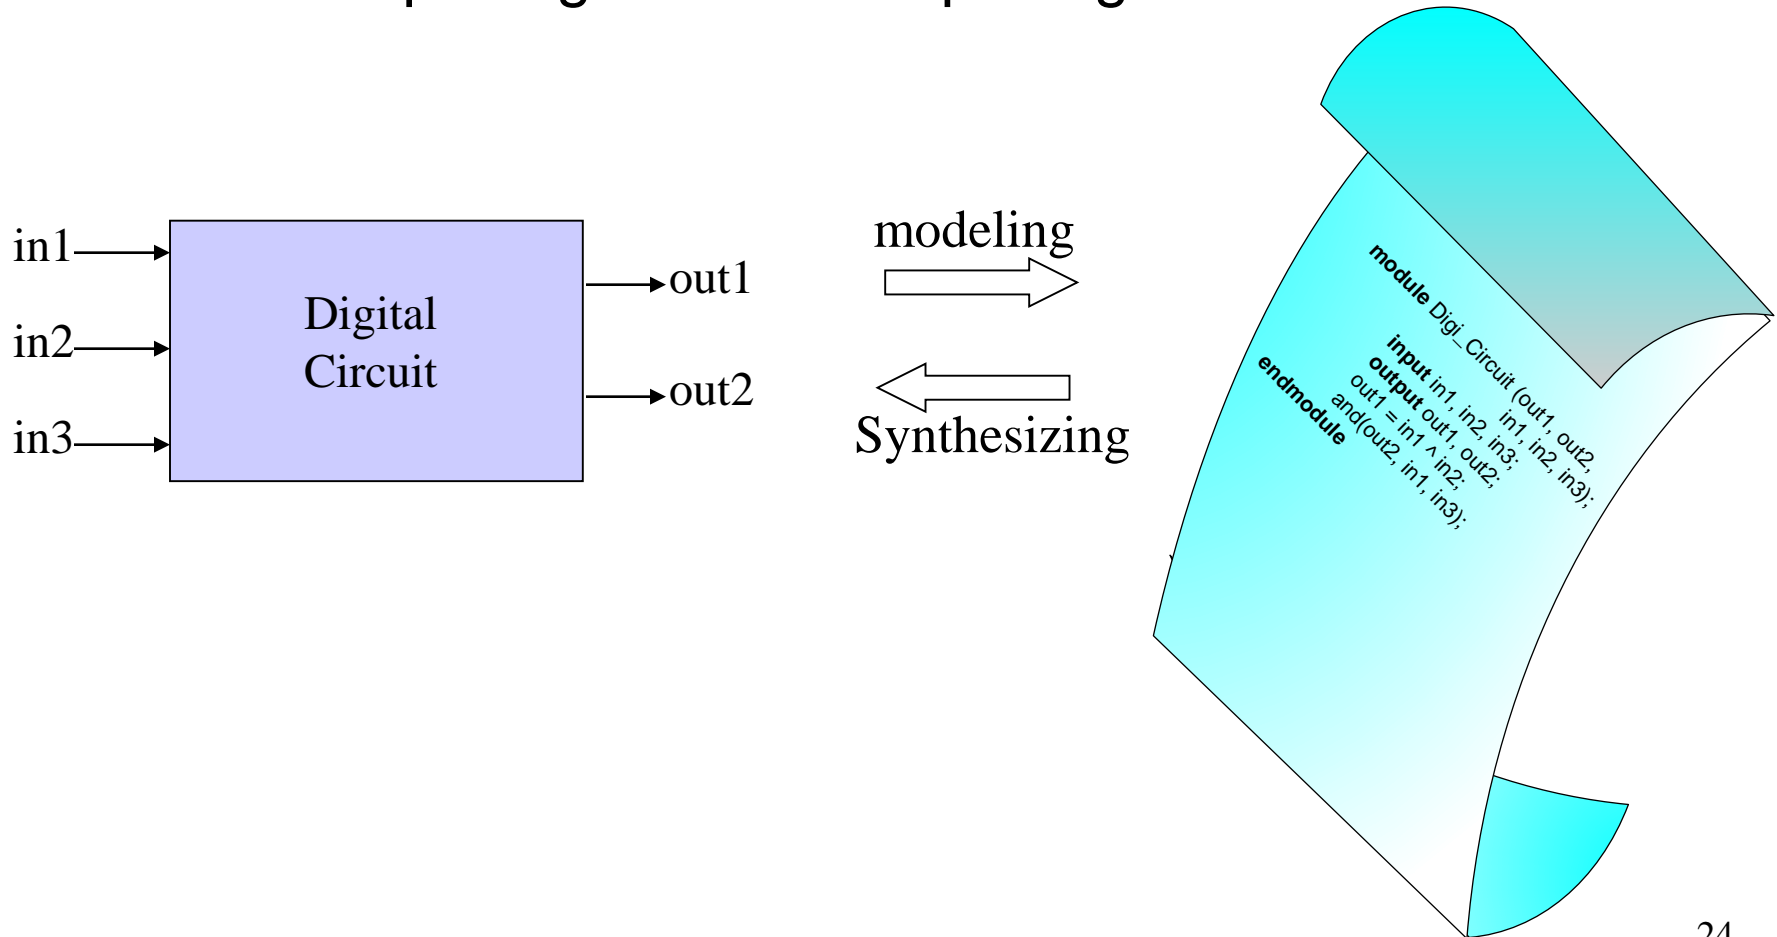 in1
in2
in3
Digital
Circuit
out1
out2
modeling
Synthesizing
module Digi_Circuit (out1, out2,
in1, in2, in3);
input in1, in2, in3;
output out1, out2;
out1 = in1 ^ in2;
and(out2, in1, in3);
endmodule
24